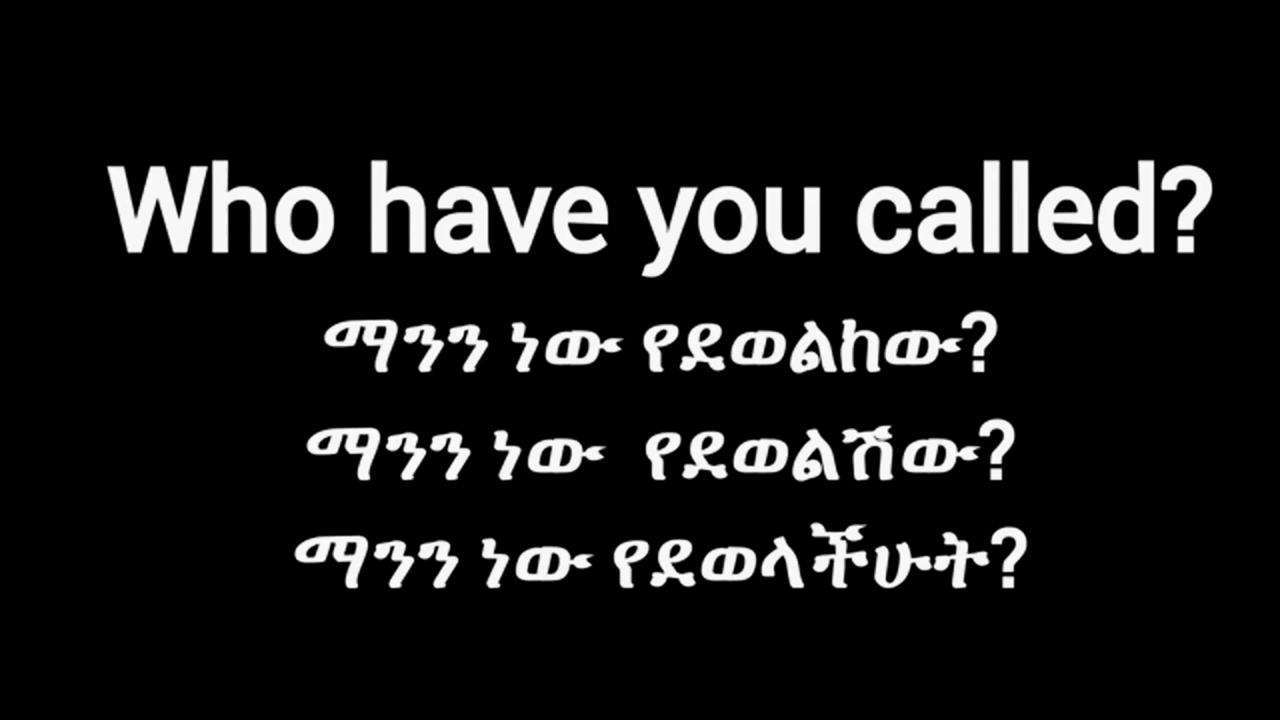 Who have you called?
ማንን ነው የደወልከው?
ማንን ነው የደወልሽው?
ማንን ነው የደወላችሁት?